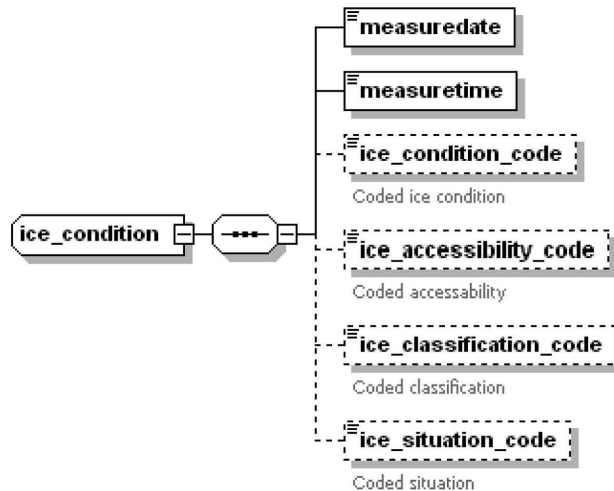 measuredate
measuretime
ice_condition_code
Coded ice condition
ice_condition
ice_accessibility_code
Coded accessability
ice_classification_code
Coded classification
ice_situation_code
Coded situation